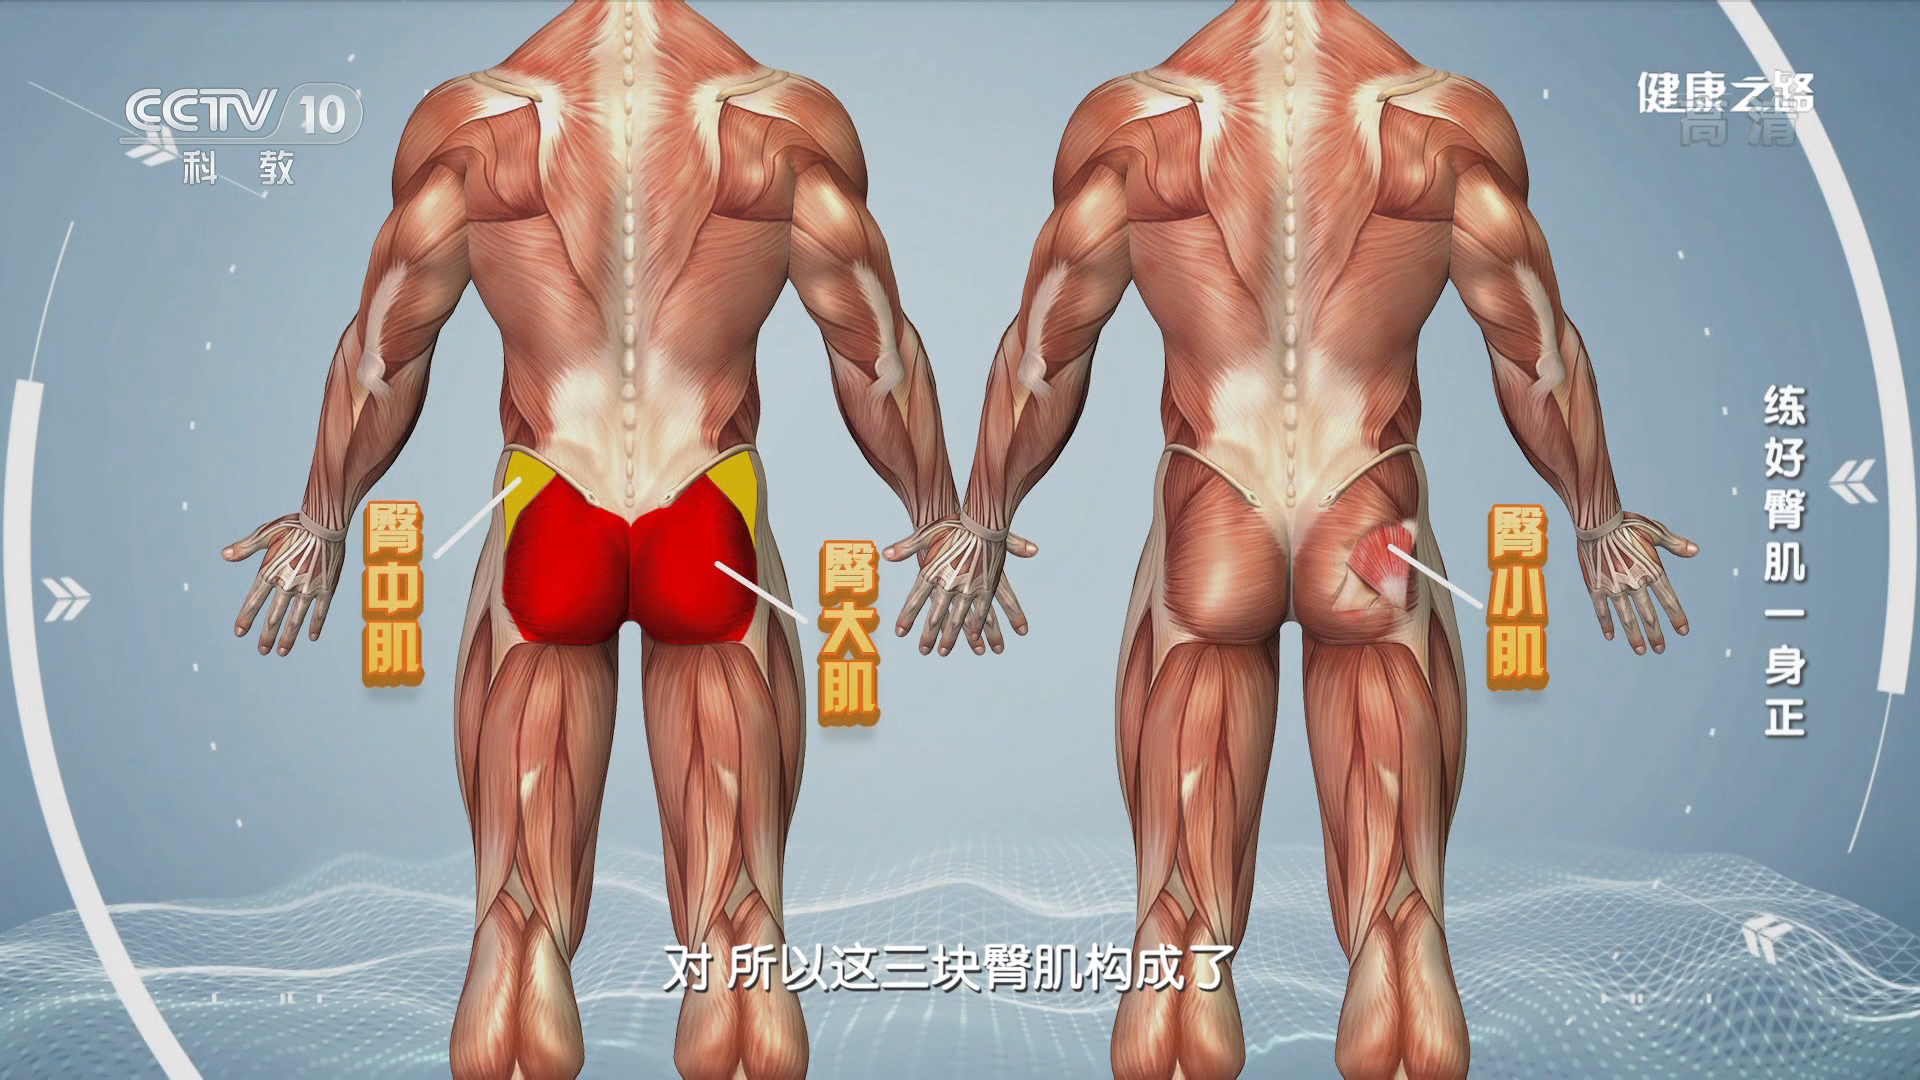 CCTV 10
科 教
健康之路
高清
臀中肌
臀大肌
臀小肌
练好臀肌一身正
对 所以这三块臀肌构成了